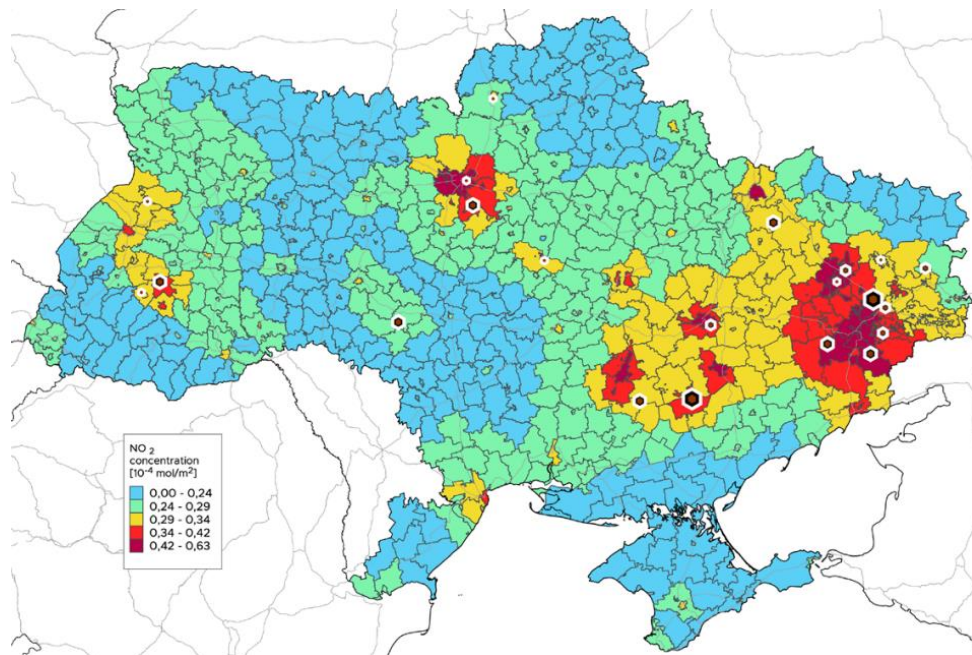 NO 2
concentration
[10-4 mol/m2]
0,00 - 0,24
0,24 - 0,29
0,29 - 0,34
0,34 - 0,42
0,42 - 0,63